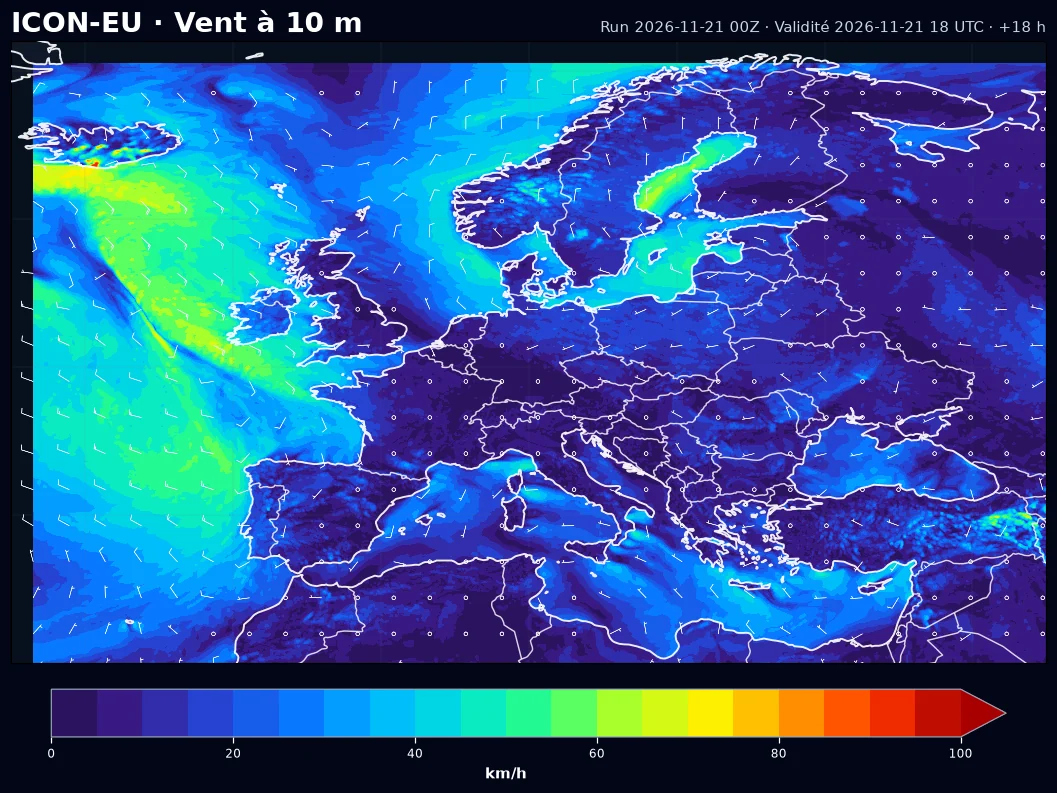 ICON-EU · Vent à 10 m
Run 2026-11-21 00Z · Validité 2026-11-21 18 UTC · +18 h
0 20 40 60 80 100
km/h